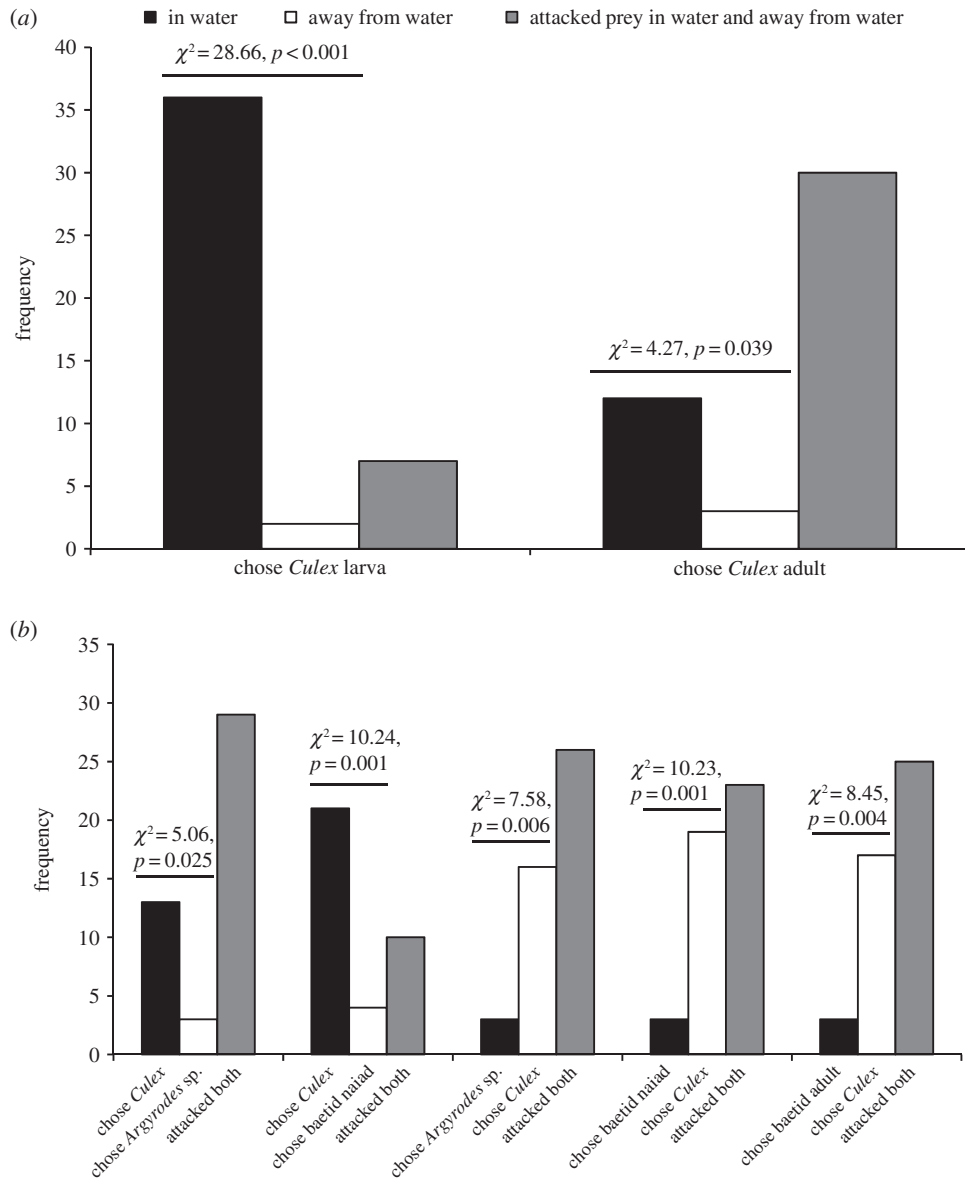 (a)
in water
away from water
attacked prey in water and away from water
40
35
30
25
20
15
10
5
0
frequency
χ² = 28.66, p < 0.001
χ² = 4.27, p = 0.039
chose Culex larva
chose Culex adult
(b)
35
30
25
20
15
10
5
0
frequency
χ² = 5.06,
p = 0.025
χ² = 10.24,
p = 0.001
χ² = 7.58,
p = 0.006
χ² = 10.23,
p = 0.001
χ² = 8.45,
p = 0.004
chose Culex
chose Argyrodes sp.
attacked both
chose Culex
chose baetid naiad
attacked both
chose Argyrodes sp.
chose Culex
attacked both
chose baetid naiad
chose Culex
attacked both
chose baetid adult
chose Culex
attacked both